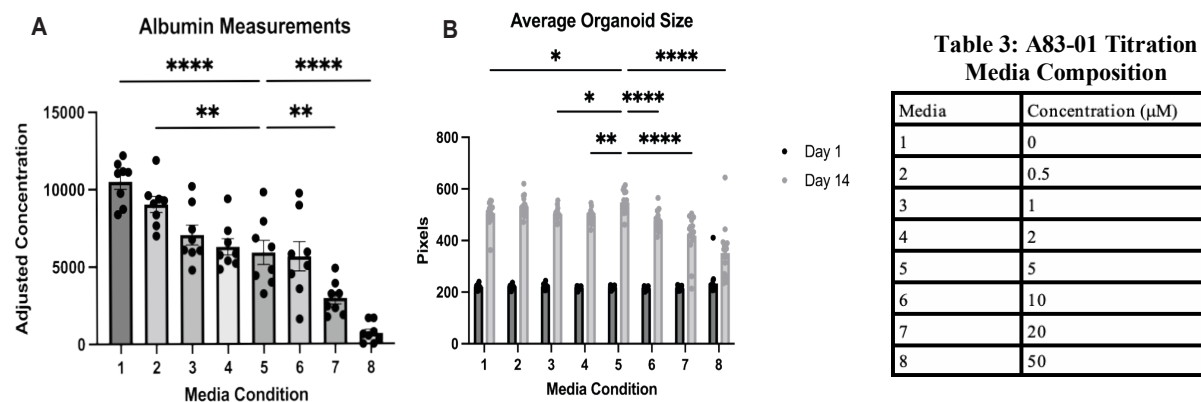 A
Albumin Measurements
****
****
**
**
15000
10000
5000
0
Adjusted Concentration
1 2 3 4 5 6 7 8
Media Condition
B
Average Organoid Size
*
****
*
****
**
****
800
600
400
200
0
Pixels
1 2 3 4 5 6 7 8
Media Condition
Day 1
Day 14
Table 3: A83-01 Titration
Media Composition
Media Concentration (μM)
1 0
2 0.5
3 1
4 2
5 5
6 10
7 20
8 50